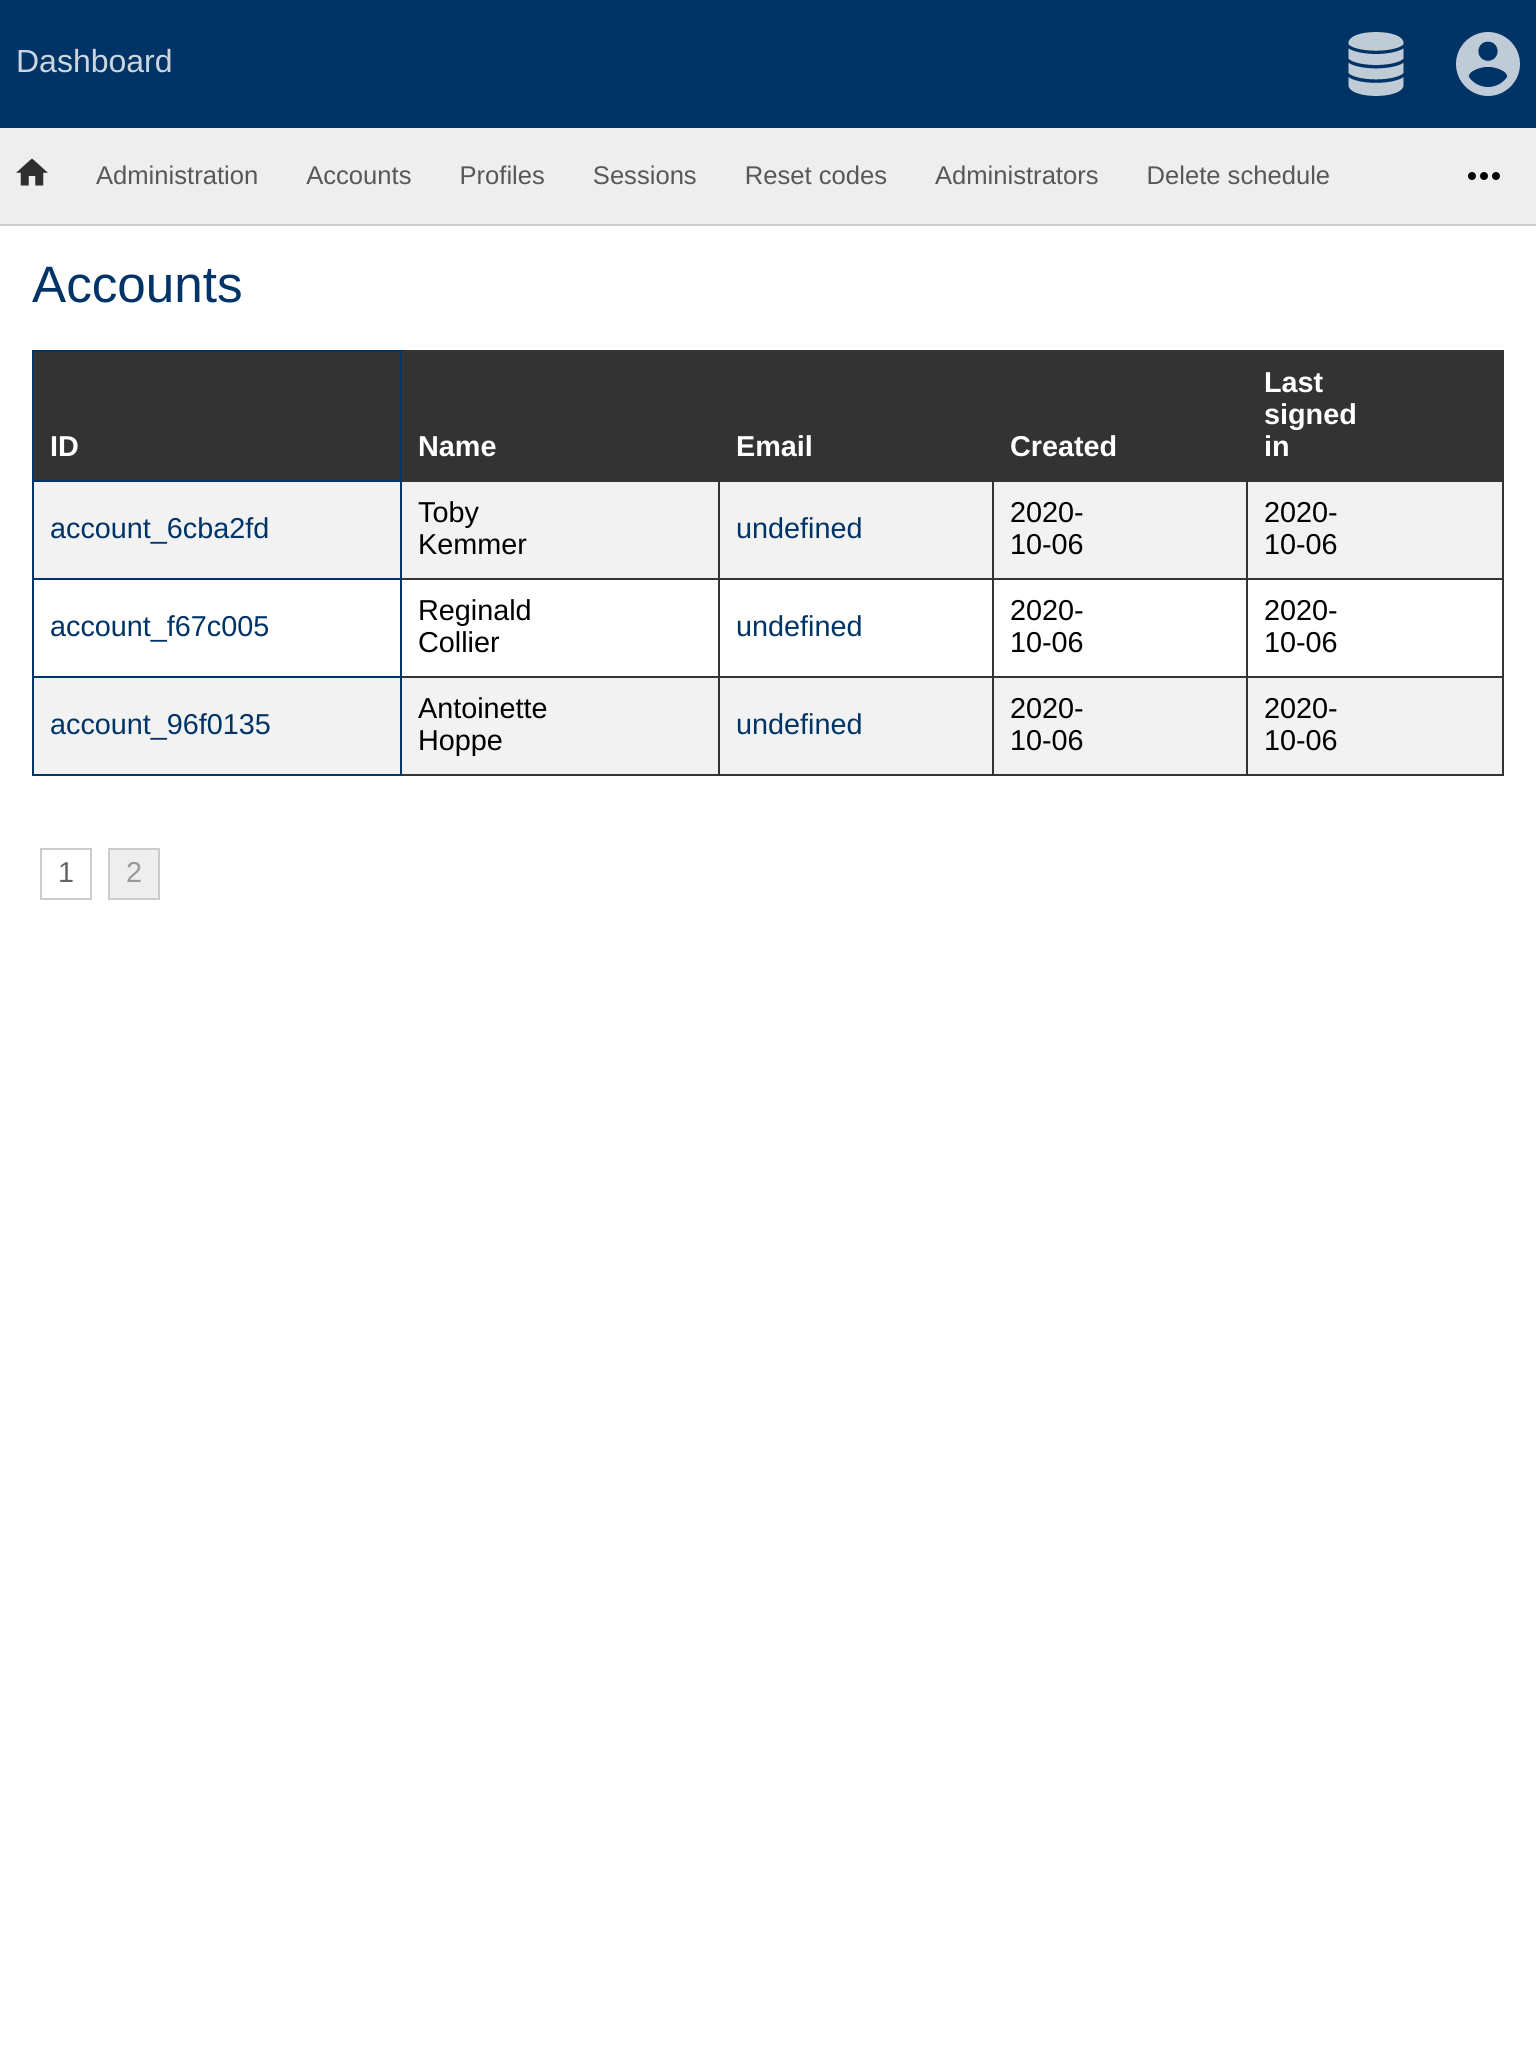 Dashboard
Administration Accounts Profiles Sessions Reset codes Administrators Delete schedule
Accounts
ID Name Email Created Last signed in
account_6cba2fd Toby Kemmer undefined 2020-10-06 2020-10-06
account_f67c005 Reginald Collier undefined 2020-10-06 2020-10-06
account_96f0135 Antoinette Hoppe undefined 2020-10-06 2020-10-06
1 2